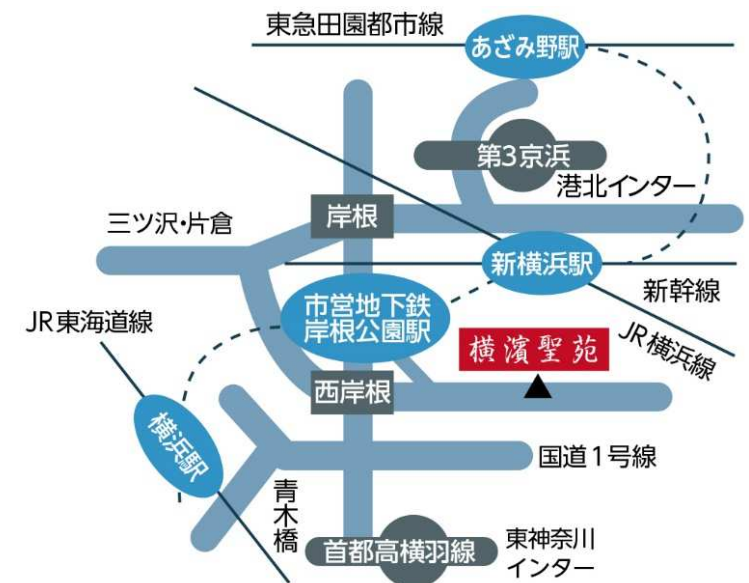 東急田園都市線
あざみ野駅
第3京浜
港北インター
岸根
三ツ沢・片倉
新横浜駅
新幹線
市営地下鉄
岸根公園駅
JR東海道線
JR横浜線
横濱聖苑
西岸根
横浜駅
国道1号線
青木橋
首都高横羽線
東神奈川
インター